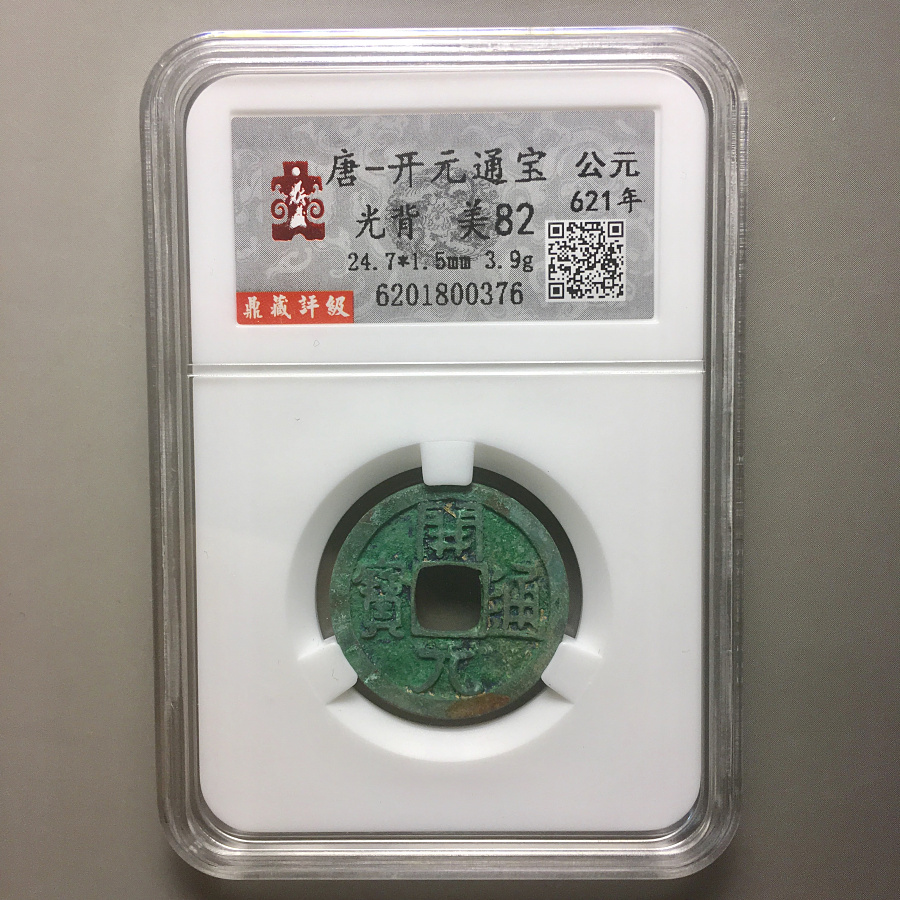 唐-开元通宝 公元
621年
光背 美82
24.7*1.5mm 3.9g
6201800376
鼎藏評級
開
寶 通
元